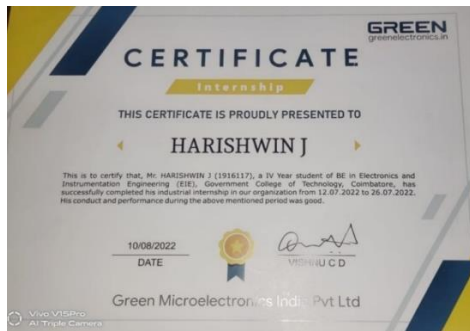 GREEN
greenelectronics.in
CERTIFICATE
Internship
THIS CERTIFICATE IS PROUDLY PRESENTED TO
HARISHWIN J
This is to certify that, Mr. HARISHWIN J (1916117), a IV Year student of BE in Electronics and
Instrumentation Engineering (EIE), Government College of Technology, Coimbatore, has
successfully completed his industrial internship in our organization from 12.07.2022 to 26.07.2022.
His conduct and performance during the above mentioned period was good.
10/08/2022
DATE
VISHNU C D
Green Microelectronics India Pvt Ltd
Vivo V15Pro
AI Triple Camera